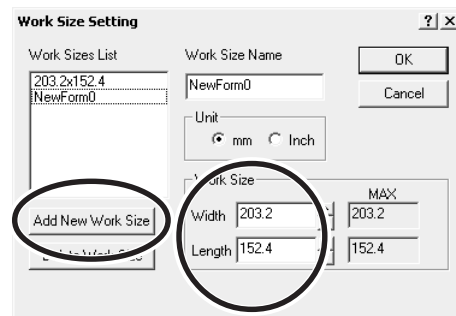 Work Size Setting
? ×
Work Sizes List
203.2x152.4
NewForm0
Work Size Name
NewForm0
OK
Cancel
Unit
mm Inch
Work Size
MAX
Width 203.2 203.2
Length 152.4 152.4
Add New Work Size